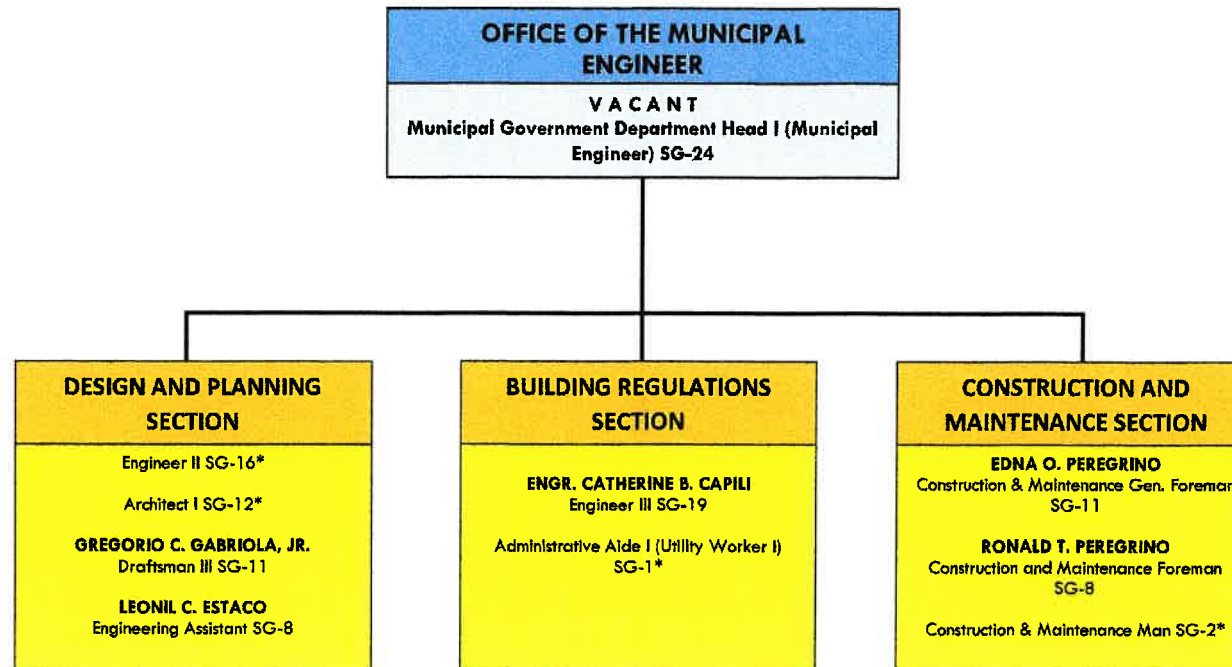 OFFICE OF THE MUNICIPAL
ENGINEER
V A C A N T
Municipal Government Department Head I (Municipal
Engineer) SG-24
DESIGN AND PLANNING
SECTION
Engineer II SG-16*
Architect I SG-12*
GREGORIO C. GABRIOLA, JR.
Draftsman III SG-11
LEONIL C. ESTACO
Engineering Assistant SG-8
BUILDING REGULATIONS
SECTION
ENGR. CATHERINE B. CAPILI
Engineer III SG-19
Administrative Aide I (Utility Worker I)
SG-1*
CONSTRUCTION AND
MAINTENANCE SECTION
EDNA O. PEREGRINO
Construction & Maintenance Gen. Foreman
SG-11
RONALD T. PEREGRINO
Construction and Maintenance Foreman
SG-8
Construction & Maintenance Man SG-2*